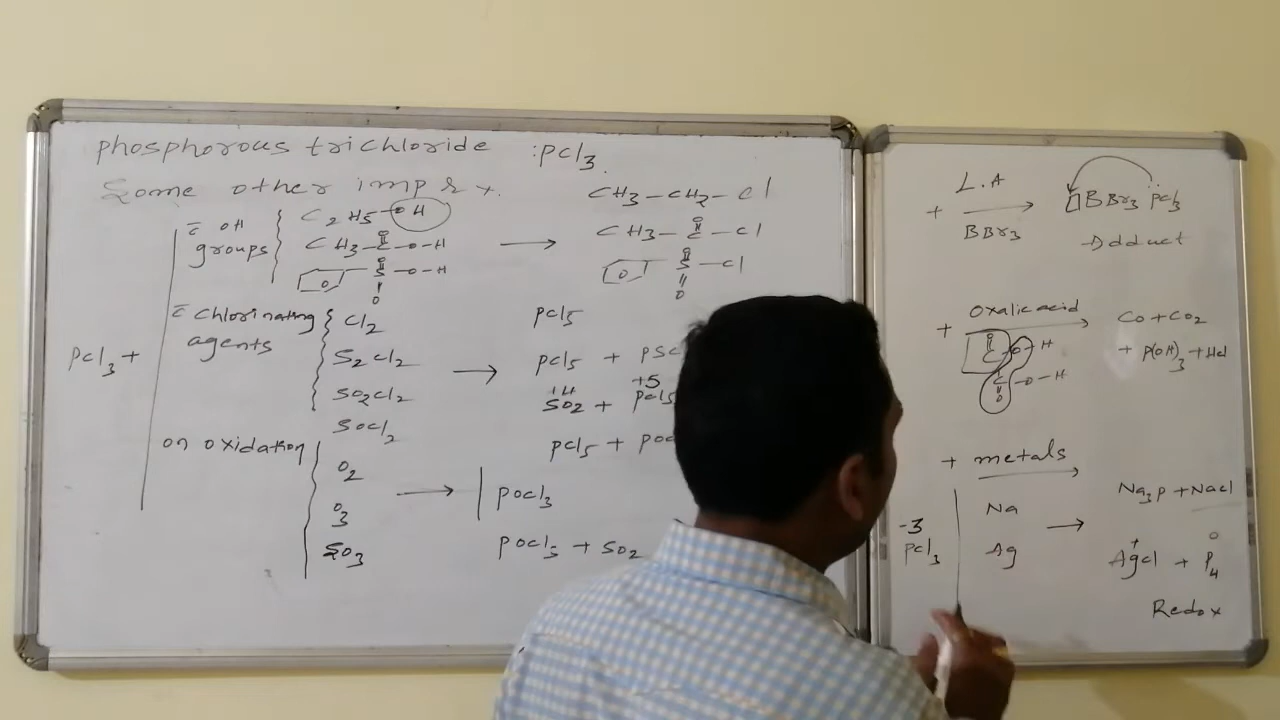 phosphorous trichloride :pcl3.
Some other imp rx.
c̄ OH groups
C2H5-OH
CH3-C-O-H
O
S-O-H
O
→
CH3-CH2-Cl
CH3-C-Cl
O
S-Cl
O
pcl3 +
c̄ chlorinating agents
Cl2
S2Cl2
SO2Cl2
SOCl2
→
pcl5
pcl5 +
+4 +5
SO2 + pcl5
pcl5 +
on oxidation
O2
O3
SO3
→
pocl3
pocl3 + SO2
+ L.A →
BBr3
BBr3 :pcl3
Adduct
+ oxalic acid →
O
C-O-H
C-O-H
O
Co + CO2
+ p(OH)3 + Hcl
+ metals →
-3
pcl3
Na
Ag
→
Na3p + Nacl
+ 0
Agcl + p4
Redox